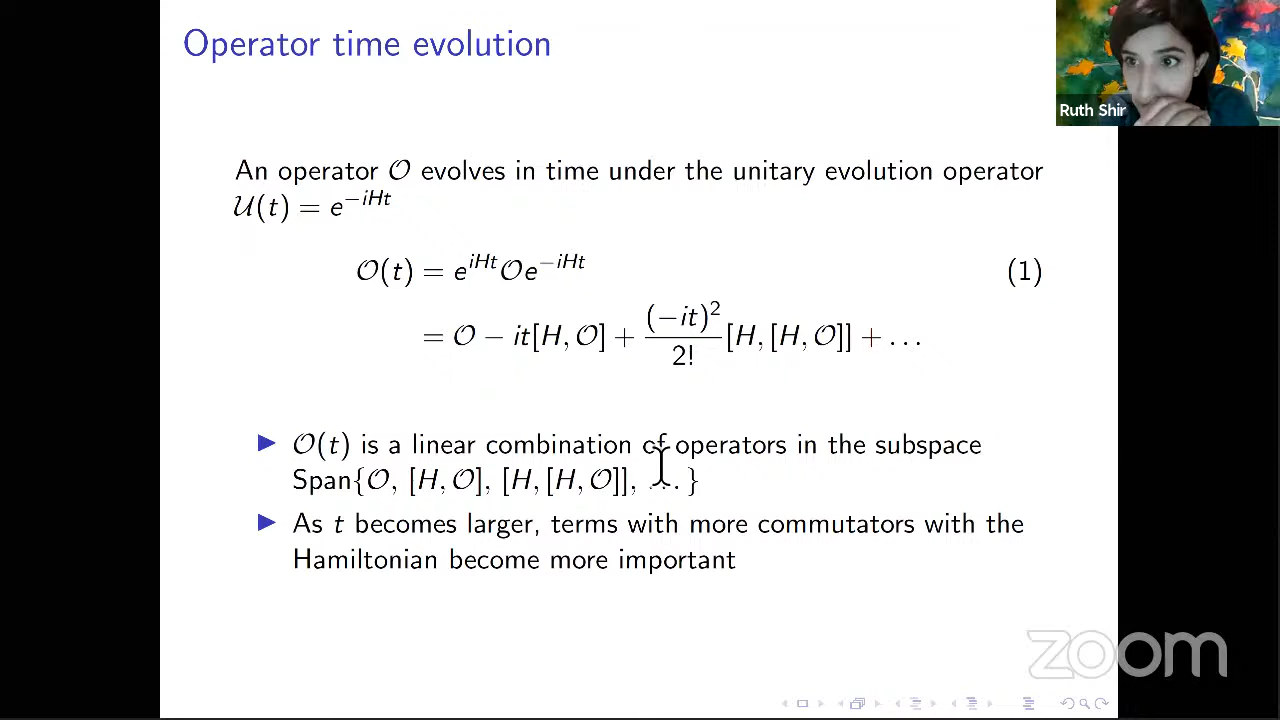 Operator time evolution
Ruth Shir
An operator 𝒪 evolves in time under the unitary evolution operator
𝒰(t) = e^{−iHt}
𝒪(t) = e^{iHt}𝒪e^{−iHt} (1)
= 𝒪 − it[H, 𝒪] + \frac{(−it)^2}{2!}[H, [H, 𝒪]] + …
▶ 𝒪(t) is a linear combination of operators in the subspace
Span{𝒪, [H, 𝒪], [H, [H, 𝒪]], …}
▶ As t becomes larger, terms with more commutators with the
Hamiltonian become more important
zoom